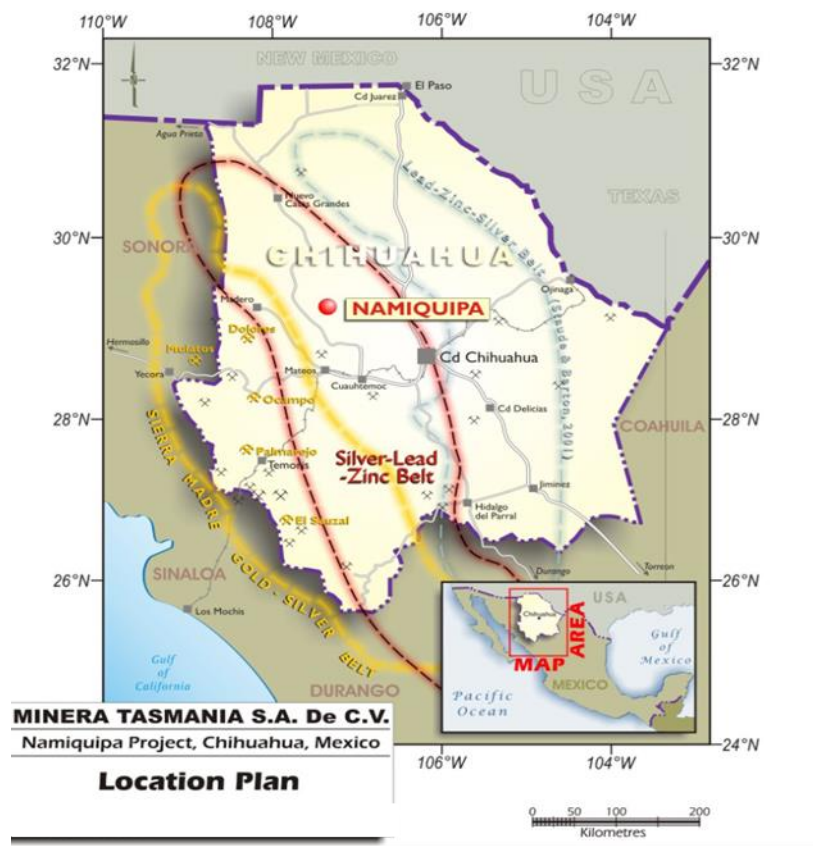 110°W
108°W
106°W
104°W
32°N
32°N
NEW MEXICO
El Paso
Cd Juarez
USA
Agua Prieta
Lead-Zinc-Silver Belt (Staude & Barton, 2001)
TEXAS
Nuevo
Casas Grandes
30°N
30°N
SONORA
CHIHUAHUA
Ojinaga
Madero
NAMIQUIPA
Dolores
Hermosillo
Mulatos
Cd Chihuahua
Yecora
Mateos
Cuauhtemoc
28°N
28°N
Ocampo
Cd Delicias
COAHUILA
Palmarejo
Silver-Lead
-Zinc Belt
Temoris
Jiminez
Hidalgo
del Parral
El Sauzal
SIERRA MADRE GOLD-SILVER BELT
26°N
26°N
SINALOA
Durango
Torreon
Los Mochis
USA
Chihuahua
MAP
AREA
Gulf
of
Mexico
MEXICO
Pacific
Ocean
Gulf
of
California
DURANGO
MINERA TASMANIA S.A. De C.V.
Namiquipa Project, Chihuahua, Mexico
Location Plan
24°N
106°W
104°W
0 50 100 200
Kilometres